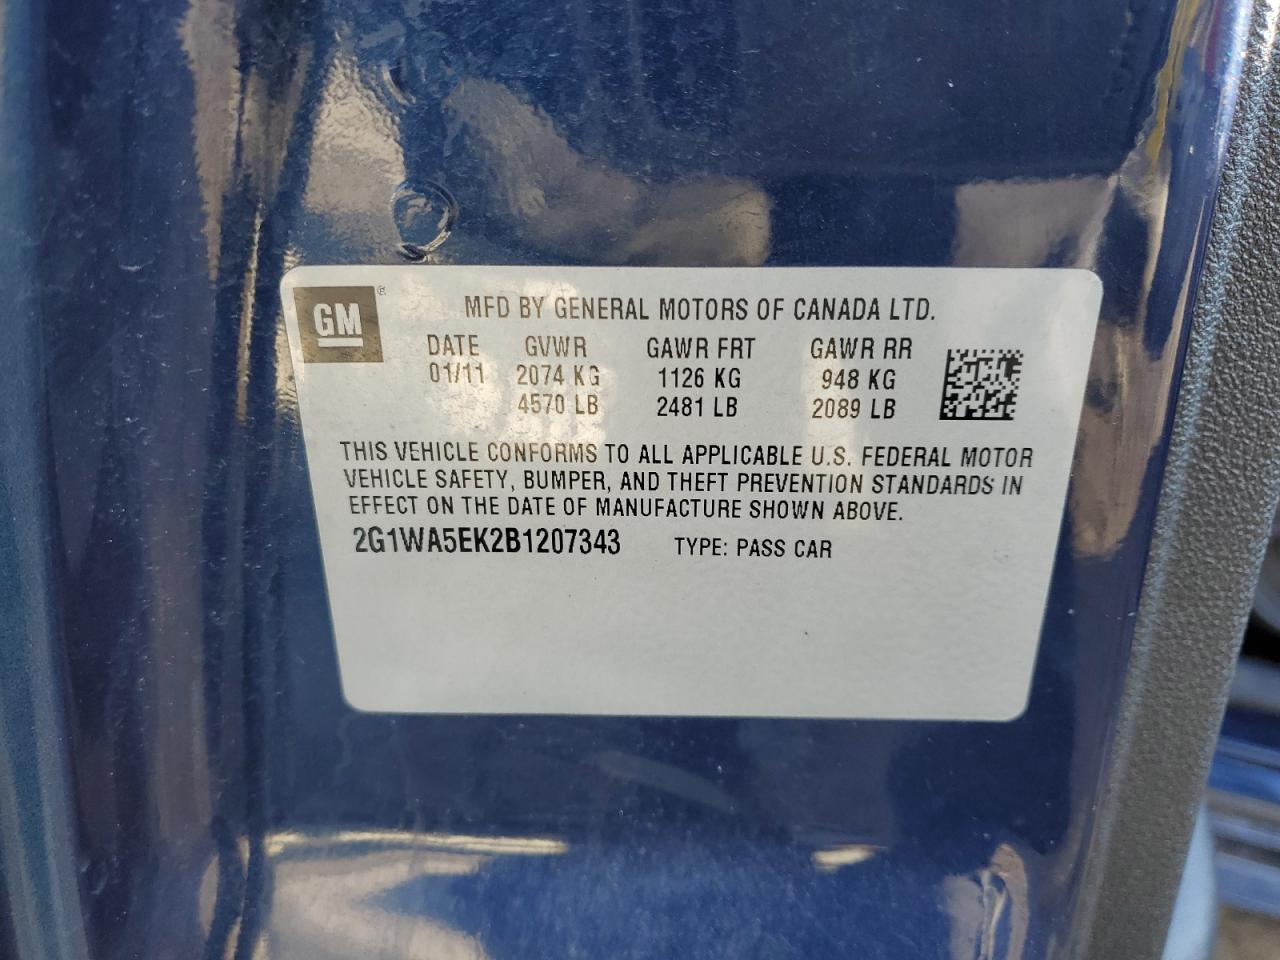 GM ®
MFD BY GENERAL MOTORS OF CANADA LTD.
DATE GVWR GAWR FRT GAWR RR
01/11 2074 KG 1126 KG 948 KG
4570 LB 2481 LB 2089 LB
THIS VEHICLE CONFORMS TO ALL APPLICABLE U.S. FEDERAL MOTOR
VEHICLE SAFETY, BUMPER, AND THEFT PREVENTION STANDARDS IN
EFFECT ON THE DATE OF MANUFACTURE SHOWN ABOVE.
2G1WA5EK2B1207343 TYPE: PASS CAR